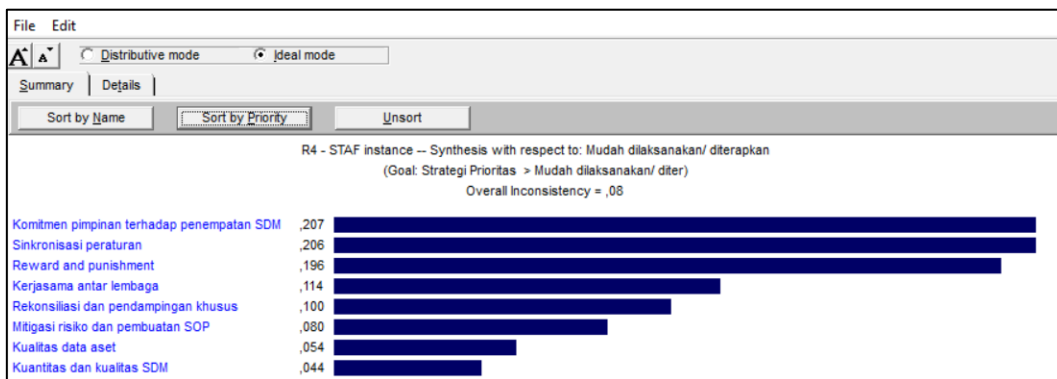 File Edit
A A Distributive mode Ideal mode
Summary Details
Sort by Name Sort by Priority Unsort
R4 - STAF instance -- Synthesis with respect to: Mudah dilaksanakan/ diterapkan
(Goal: Strategi Prioritas > Mudah dilaksanakan/ diter)
Overall Inconsistency = ,08
Komitmen pimpinan terhadap penempatan SDM ,207
Sinkronisasi peraturan ,206
Reward and punishment ,196
Kerjasama antar lembaga ,114
Rekonsiliasi dan pendampingan khusus ,100
Mitigasi risiko dan pembuatan SOP ,080
Kualitas data aset ,054
Kuantitas dan kualitas SDM ,044